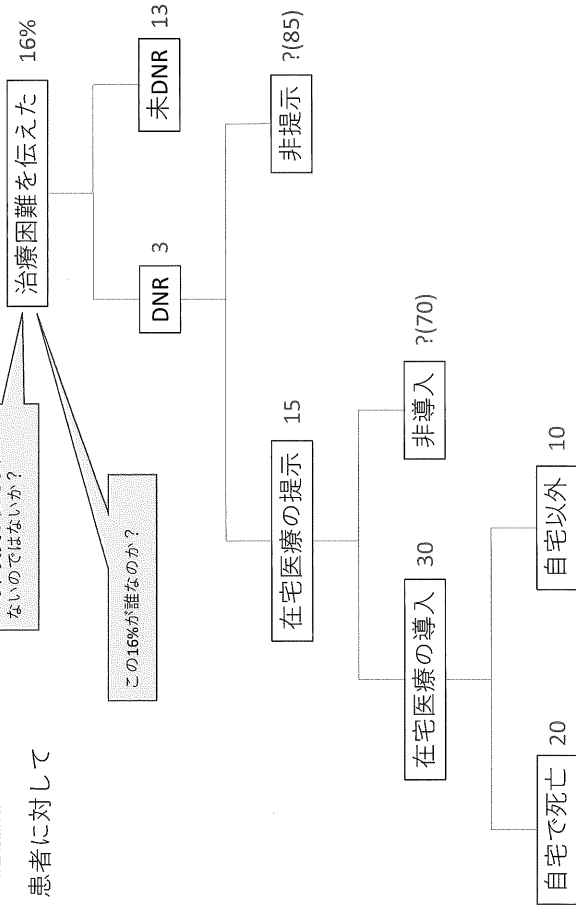 ないのではないか？
治療困難を伝えた 16%
この16%が誰なのか？
患者に対して
DNR 3
未DNR 13
在宅医療の提示 15
非提示 ?(85)
在宅医療の導入 30
非導入 ?(70)
自宅で死亡 20
自宅以外 10